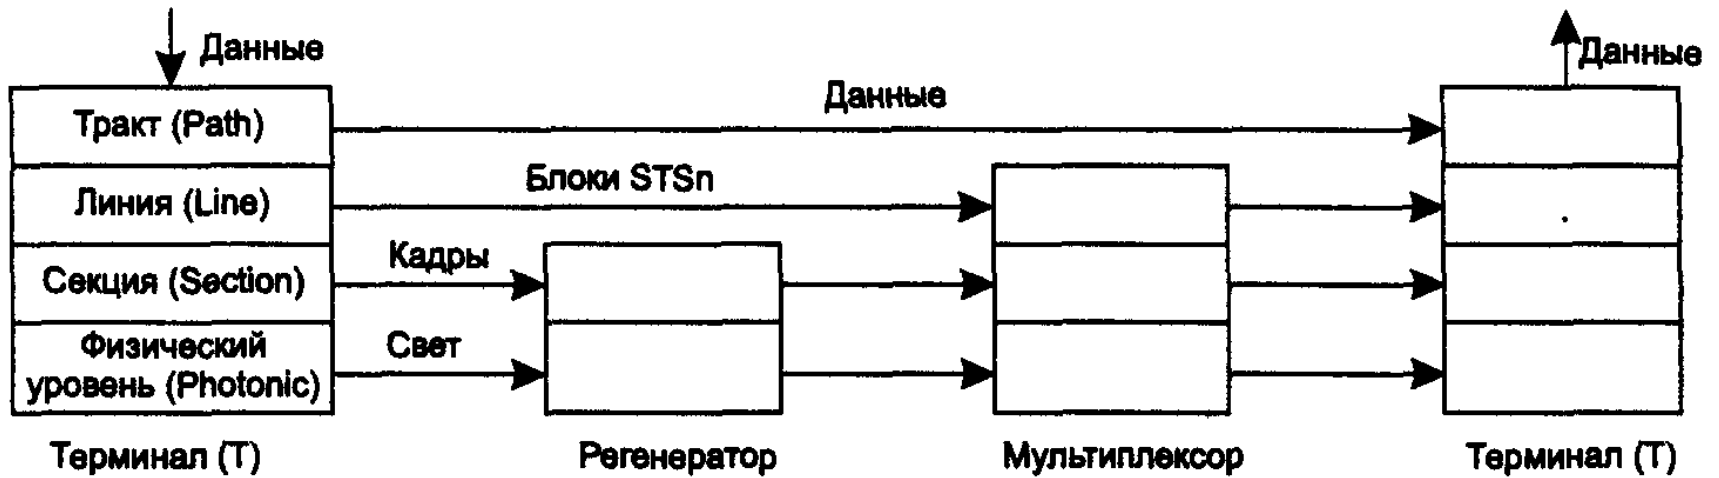 Данные
Данные
Данные
Тракт (Path)
Блоки STSn
Линия (Line)
Кадры
Секция (Section)
Физический
уровень (Photonic)
Свет
Терминал (T)
Регенератор
Мультиплексор
Терминал (T)